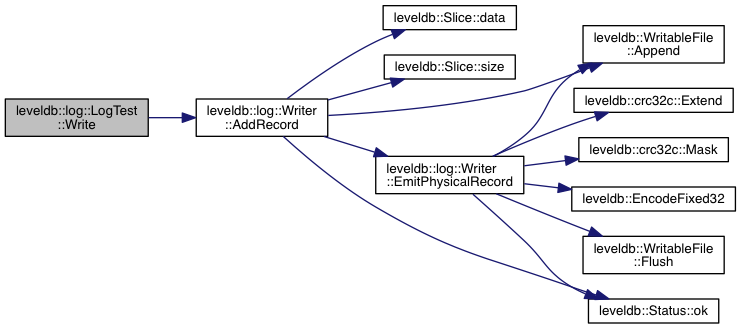 leveldb::log::LogTest
::Write
leveldb::log::Writer
::AddRecord
leveldb::Slice::data
leveldb::Slice::size
leveldb::log::Writer
::EmitPhysicalRecord
leveldb::WritableFile
::Append
leveldb::crc32c::Extend
leveldb::crc32c::Mask
leveldb::EncodeFixed32
leveldb::WritableFile
::Flush
leveldb::Status::ok